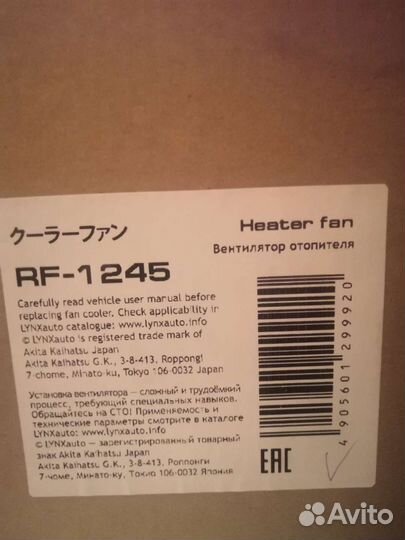 クーラーファン
Heater fan
Вентилятор отопителя
RF-1245
Carefully read vehicle user manual before
replacing fan cooler. Check applicability in
LYNXauto catalogue: www.lynxauto.info
© LYNXauto is registered trade mark of
Akita Kaihatsu Japan
Akita Kaihatsu G.K., 3-8-413, Roppongi
7-chome, Minato-ku, Tokyo 106-0032 Japan
Установка вентилятора — сложный и трудоёмкий
процесс, требующий специальных навыков.
Обращайтесь на СТО! Применяемость и
технические параметры смотрите в каталоге
LYNXauto: www.lynxauto.info
© LYNXauto — зарегистрированный товарный
знак Akita Kaihatsu Japan
Akita Kaihatsu G.K., 3-8-413, Роппонги
7-чоме, Минато-ку, Токио 106-0032 Япония
4 905601 299920
EAC
Avito